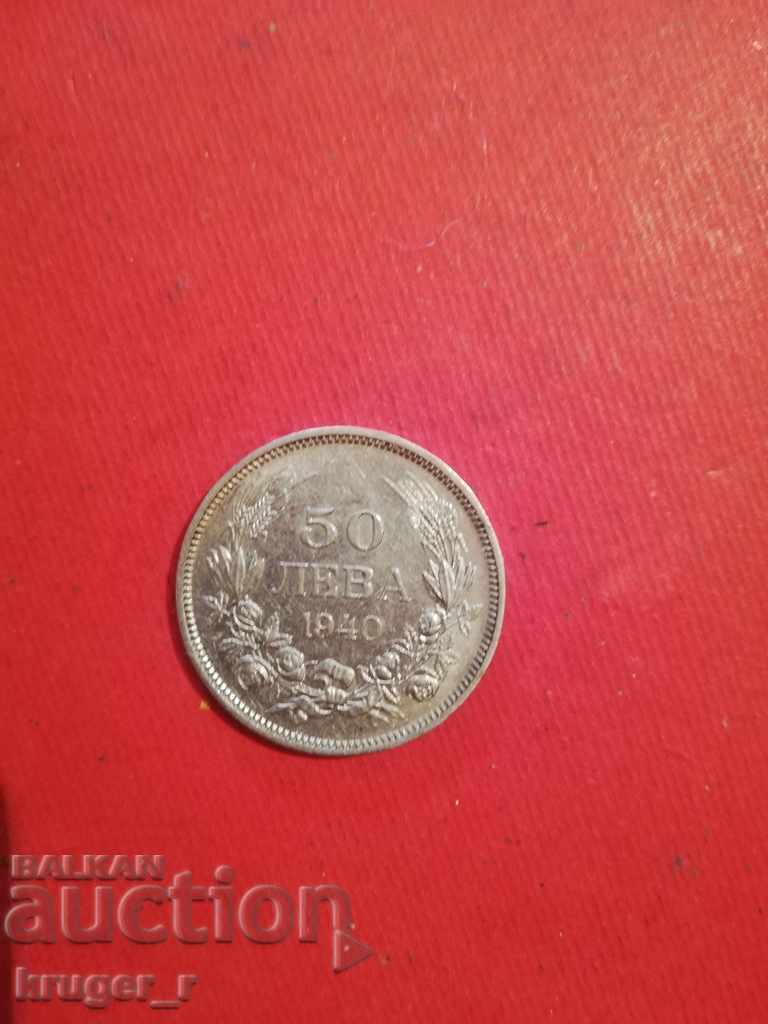 50
ЛЕВА
1940
BALKAN
auction
kruger_r